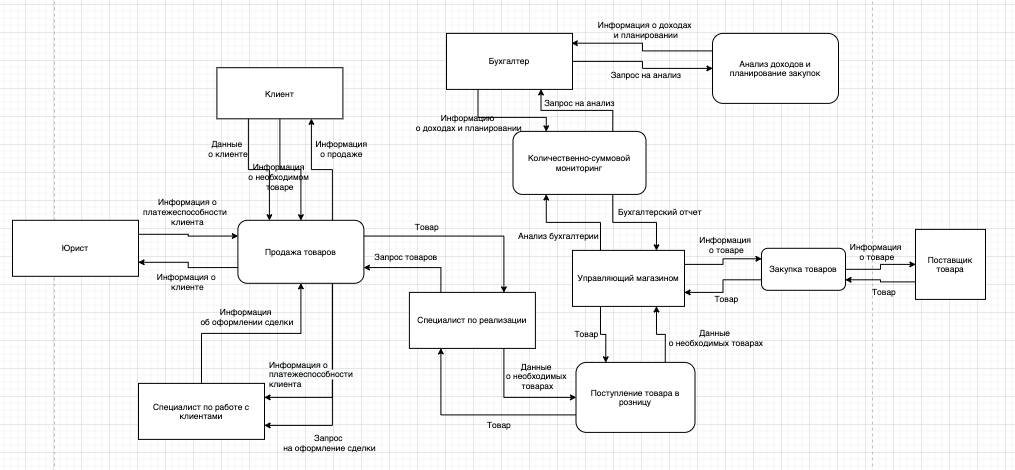 Информация о доходах
и планировании
Бухгалтер
Анализ доходов и
планирование закупок
Запрос на анализ
Клиент
Запрос на анализ
Информацию
о доходах и планировании
Данные
о клиенте
Информация
о продаже
Количественно-суммовой
мониторинг
Информация
о необходимом
товаре
Информация о
платежеспособности
клиента
Бухгалтерский отчет
Товар
Анализ бухгалтерии
Юрист
Продажа товаров
Запрос товаров
Информация
о товаре
Информация
о товаре
Управляющий магазином
Закупка товаров
Поставщик
товара
Информация о
клиенте
Товар
Товар
Информация
об оформлении сделки
Специалист по реализации
Товар
Данные
о необходимых товарах
Информация о
платежеспособности
клиента
Данные
о необходимых
товарах
Поступление товара в
розницу
Специалист по работе с
клиентами
Товар
Запрос
на оформление сделки